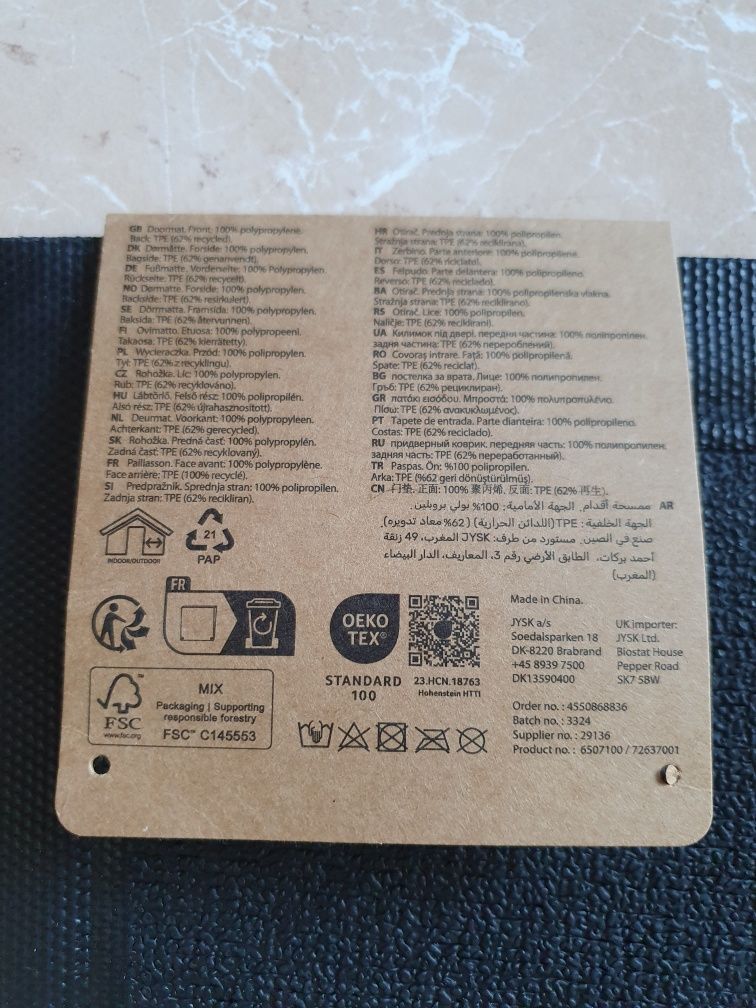 GB Doormat. Front: 100% polypropylene.
Back: TPE (62% recycled).
DK Dørmåtte. Forside: 100% polypropylen.
Bagside: TPE (62% genanvendt).
DE Fußmatte. Vorderseite: 100% Polypropylen.
Rückseite: TPE (62% recycelt).
NO Dørmatte. Forside: 100% polypropylen.
Bakside: TPE (62% resirkulert).
SE Dörrmatta. Framsida: 100% polypropylen.
Baksida: TPE (62% återvunnen).
FI Ovimatto. Etuosa: 100% polypropeeni.
Takaosa: TPE (62% kierrätetty).
PL Wycieraczka. Przód: 100% polipropylen.
Tył: TPE (62% z recyklingu).
CZ Rohožka. Líc: 100% polypropylen.
Rub: TPE (62% recyklováno).
HU Lábtörlő. Felső rész: 100% polipropilén.
Alsó rész: TPE (62% újrahasznosított).
NL Deurmat. Voorkant: 100% polypropyleen.
Achterkant: TPE (62% gerecycled).
SK Rohožka. Predná časť: 100% polypropylén.
Zadná časť: TPE (62% recyklovaný).
FR Paillasson. Face avant: 100% polypropylène.
Face arrière: TPE (100% recyclé).
SI Predpražnik. Sprednja stran: 100% polipropilen.
Zadnja stran: TPE (62% recikliran).
HR Otirač. Prednja strana: 100% polipropilen.
Stražnja strana: TPE (62% reciklirana).
IT Zerbino. Parte anteriore: 100% polipropilene.
Dorso: TPE (62% riciclato).
ES Felpudo. Parte delantera: 100% polipropileno.
Reverso: TPE (62% reciclado).
BA Otirač. Prednja strana: 100% polipropilenska vlakna.
Stražnja strana: TPE (62% reciklirano).
RS Otirač. Lice: 100% polipropilen.
Naličje: TPE (62% reciklirani).
UA Килимок під двері. передня частина: 100% поліпропілен.
задня частина: TPE (62% перероблений).
RO Covoraș intrare. Față: 100% polipropilenă.
Spate: TPE (62% reciclat).
BG постелка за врата. Лице: 100% полипропилен.
Гръб: TPE (62% рециклиран).
GR πατάκι εισόδου. Μπροστά: 100% πολυπροπυλένιο.
Πίσω: TPE (62% ανακυκλωμένος).
PT Tapete de entrada. Parte dianteira: 100% polipropileno.
Costas: TPE (62% reciclado).
RU придверный коврик. передняя часть: 100% полипропилен.
задняя часть: TPE (62% переработанный).
TR Paspas. Ön: %100 polipropilen.
Arka: TPE (%62 geri dönüştürülmüş).
CN 门垫. 正面: 100% 聚丙烯. 反面: TPE (62% 再生).
AR ممسحة أقدام. الجهة الأمامية: 100% بولي بروبلين.
الجهة الخلفية: TPE (اللدائن الحرارية) (62% معاد تدويره).
صنع في الصين. مستورد من طرف: JYSK المغرب، 49 زنقة
أحمد بركات، الطابق الأرضي رقم 3، المعاريف، الدار البيضاء
(المغرب)
INDOOR/OUTDOOR
21
PAP
FR
FSC™
www.fsc.org
MIX
Packaging | Supporting
responsible forestry
FSC™ C145553
OEKO
TEX®
STANDARD
100
23.HCN.18763
Hohenstein HTTI
Made in China.
JYSK a/s
Soedalsparken 18
DK-8220 Brabrand
+45 8939 7500
DK13590400
UK importer:
JYSK Ltd.
Biostat House
Pepper Road
SK7 5BW
Order no.: 4550868836
Batch no.: 3324
Supplier no.: 29136
Product no.: 6507100 / 72637001